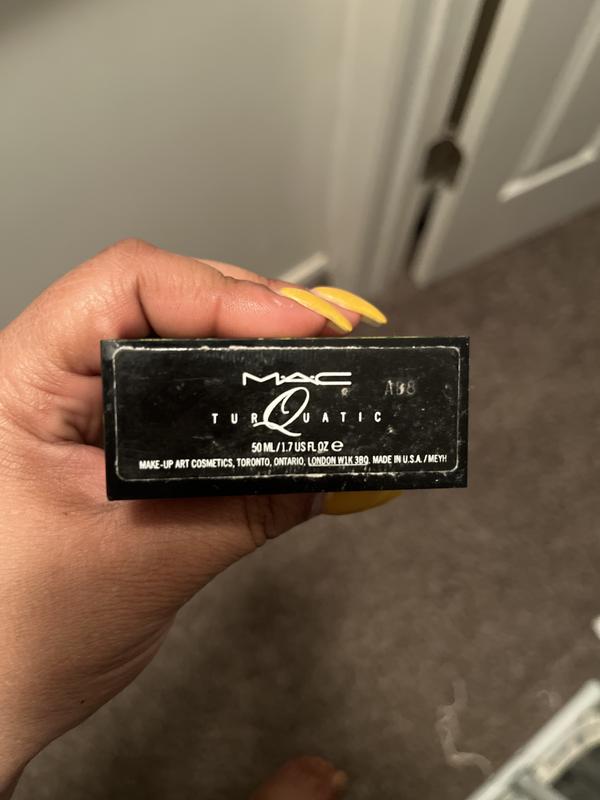 M·A·C
AB8
TURQUATIC
50 ML / 1.7 US FL OZ ℮
MAKE-UP ART COSMETICS, TORONTO, ONTARIO, LONDON W1K 3BQ. MADE IN U.S.A. / MEYH